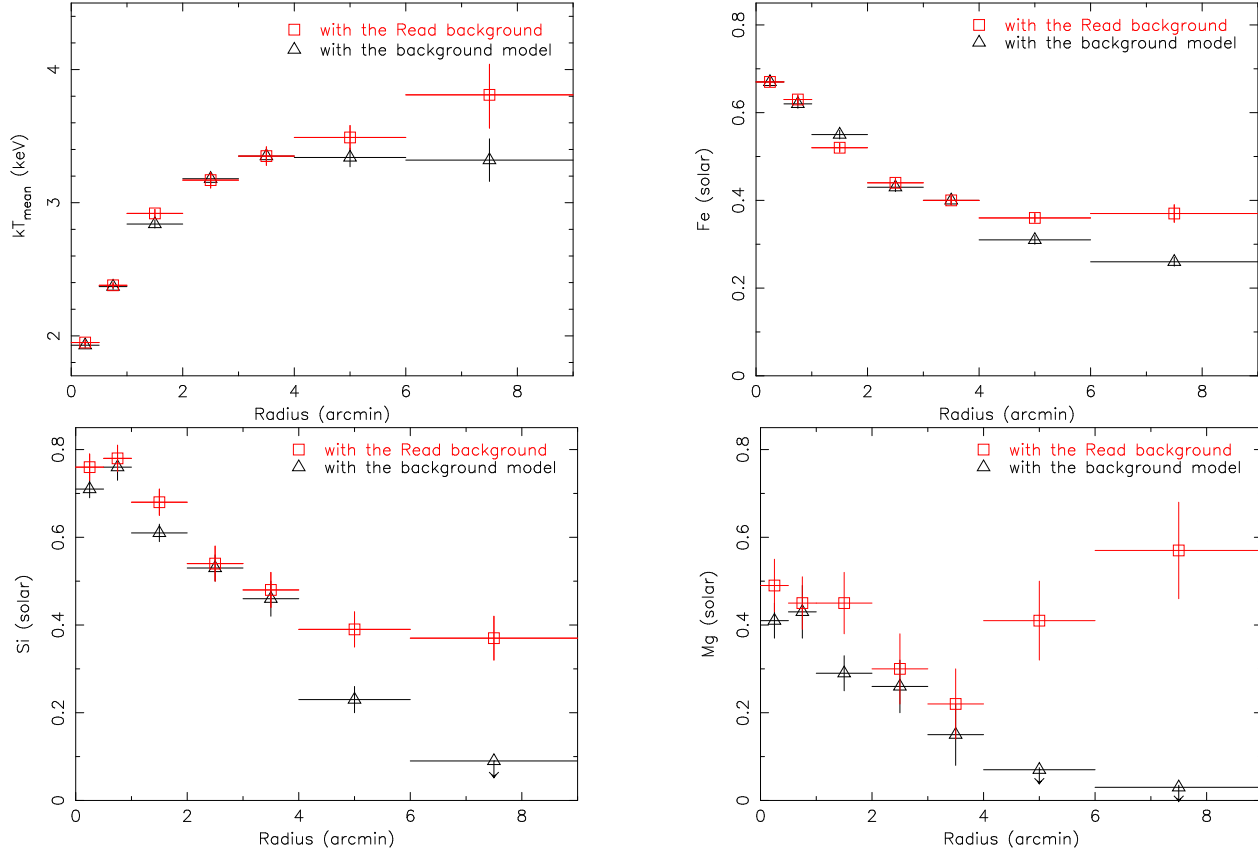 with the Read background
with the background model
4
3
2
kTmean (keV)
0 2 4 6 8
Radius (arcmin)
with the Read background
with the background model
0.8
0.6
0.4
0.2
0
Fe (solar)
0 2 4 6 8
Radius (arcmin)
with the Read background
with the background model
0.8
0.6
0.4
0.2
0
Si (solar)
0 2 4 6 8
Radius (arcmin)
with the Read background
with the background model
0.8
0.6
0.4
0.2
0
Mg (solar)
0 2 4 6 8
Radius (arcmin)